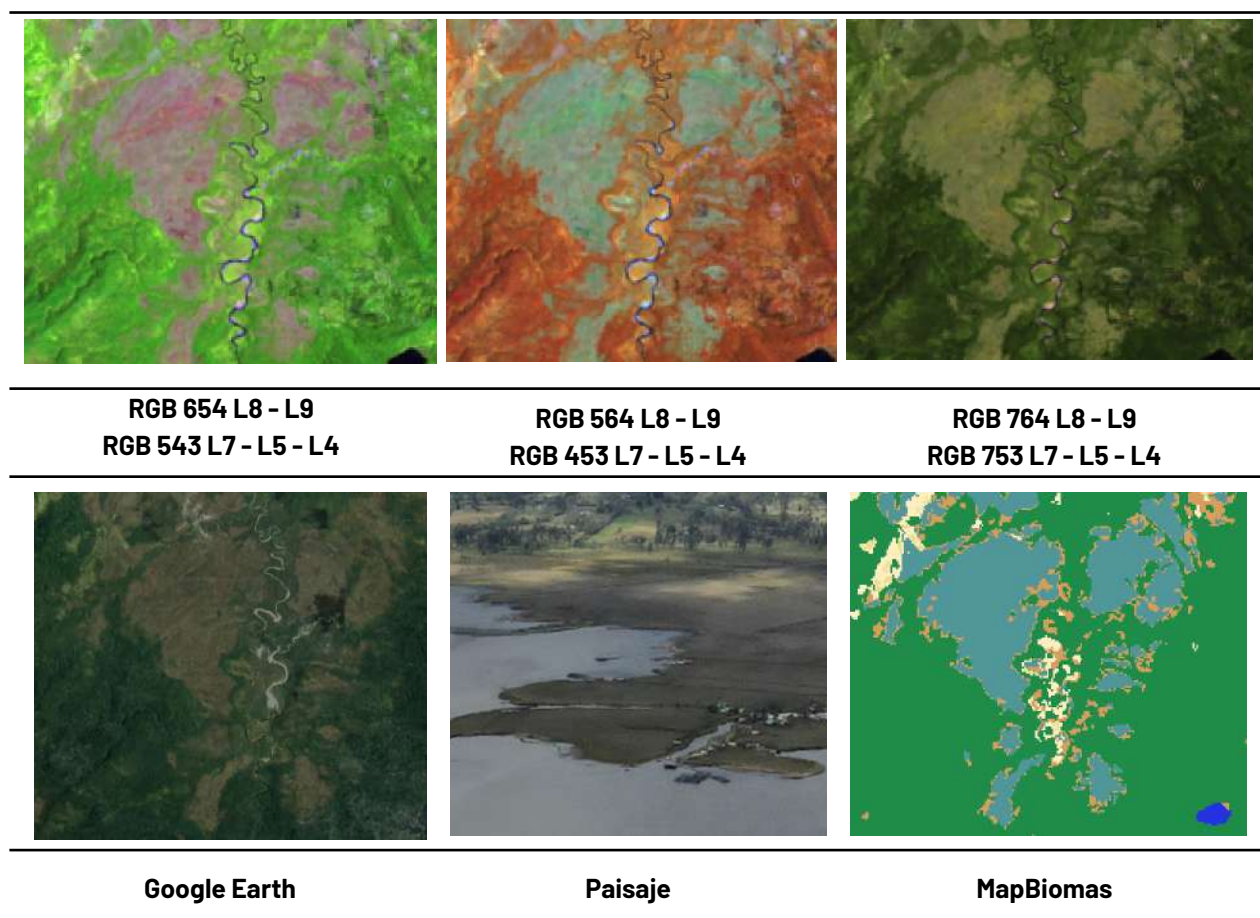 RGB 654 L8 - L9
RGB 543 L7 - L5 - L4
RGB 564 L8 - L9
RGB 453 L7 - L5 - L4
RGB 764 L8 - L9
RGB 753 L7 - L5 - L4
Google Earth
Paisaje
MapBiomas